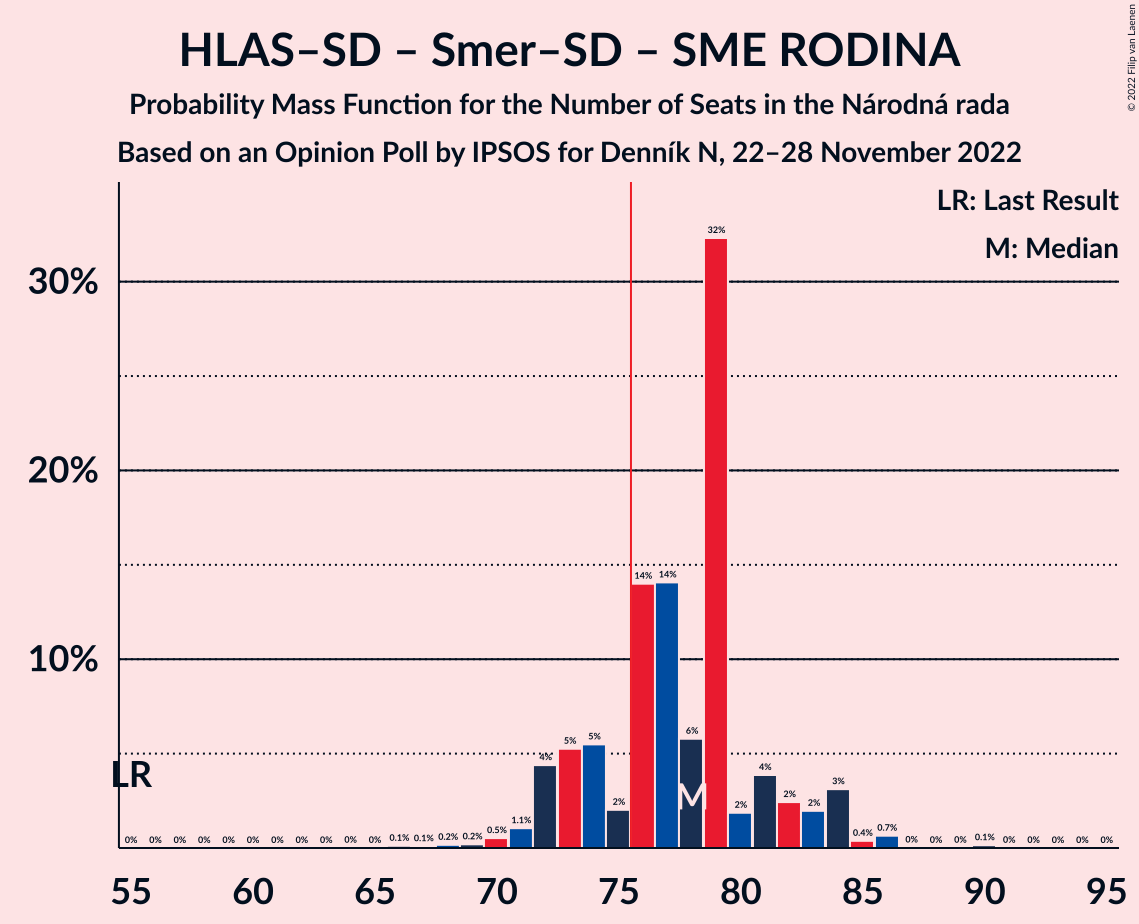 HLAS–SD – Smer–SD – SME RODINA
Probability Mass Function for the Number of Seats in the Národná rada
Based on an Opinion Poll by IPSOS for Denník N, 22–28 November 2022
© 2022 Filip van Laenen
LR: Last Result
M: Median
32%
30%
20%
14% 14%
10%
6%
5% 5%
4% 4%
3%
2% 2% 2% 2%
LR
M
0% 0% 0% 0% 0% 0% 0% 0% 0% 0% 0% 0.1% 0.1% 0.2% 0.2% 0.5% 1.1% 0.4% 0.7% 0% 0% 0% 0.1% 0% 0% 0% 0% 0%
55 60 65 70 75 80 85 90 95